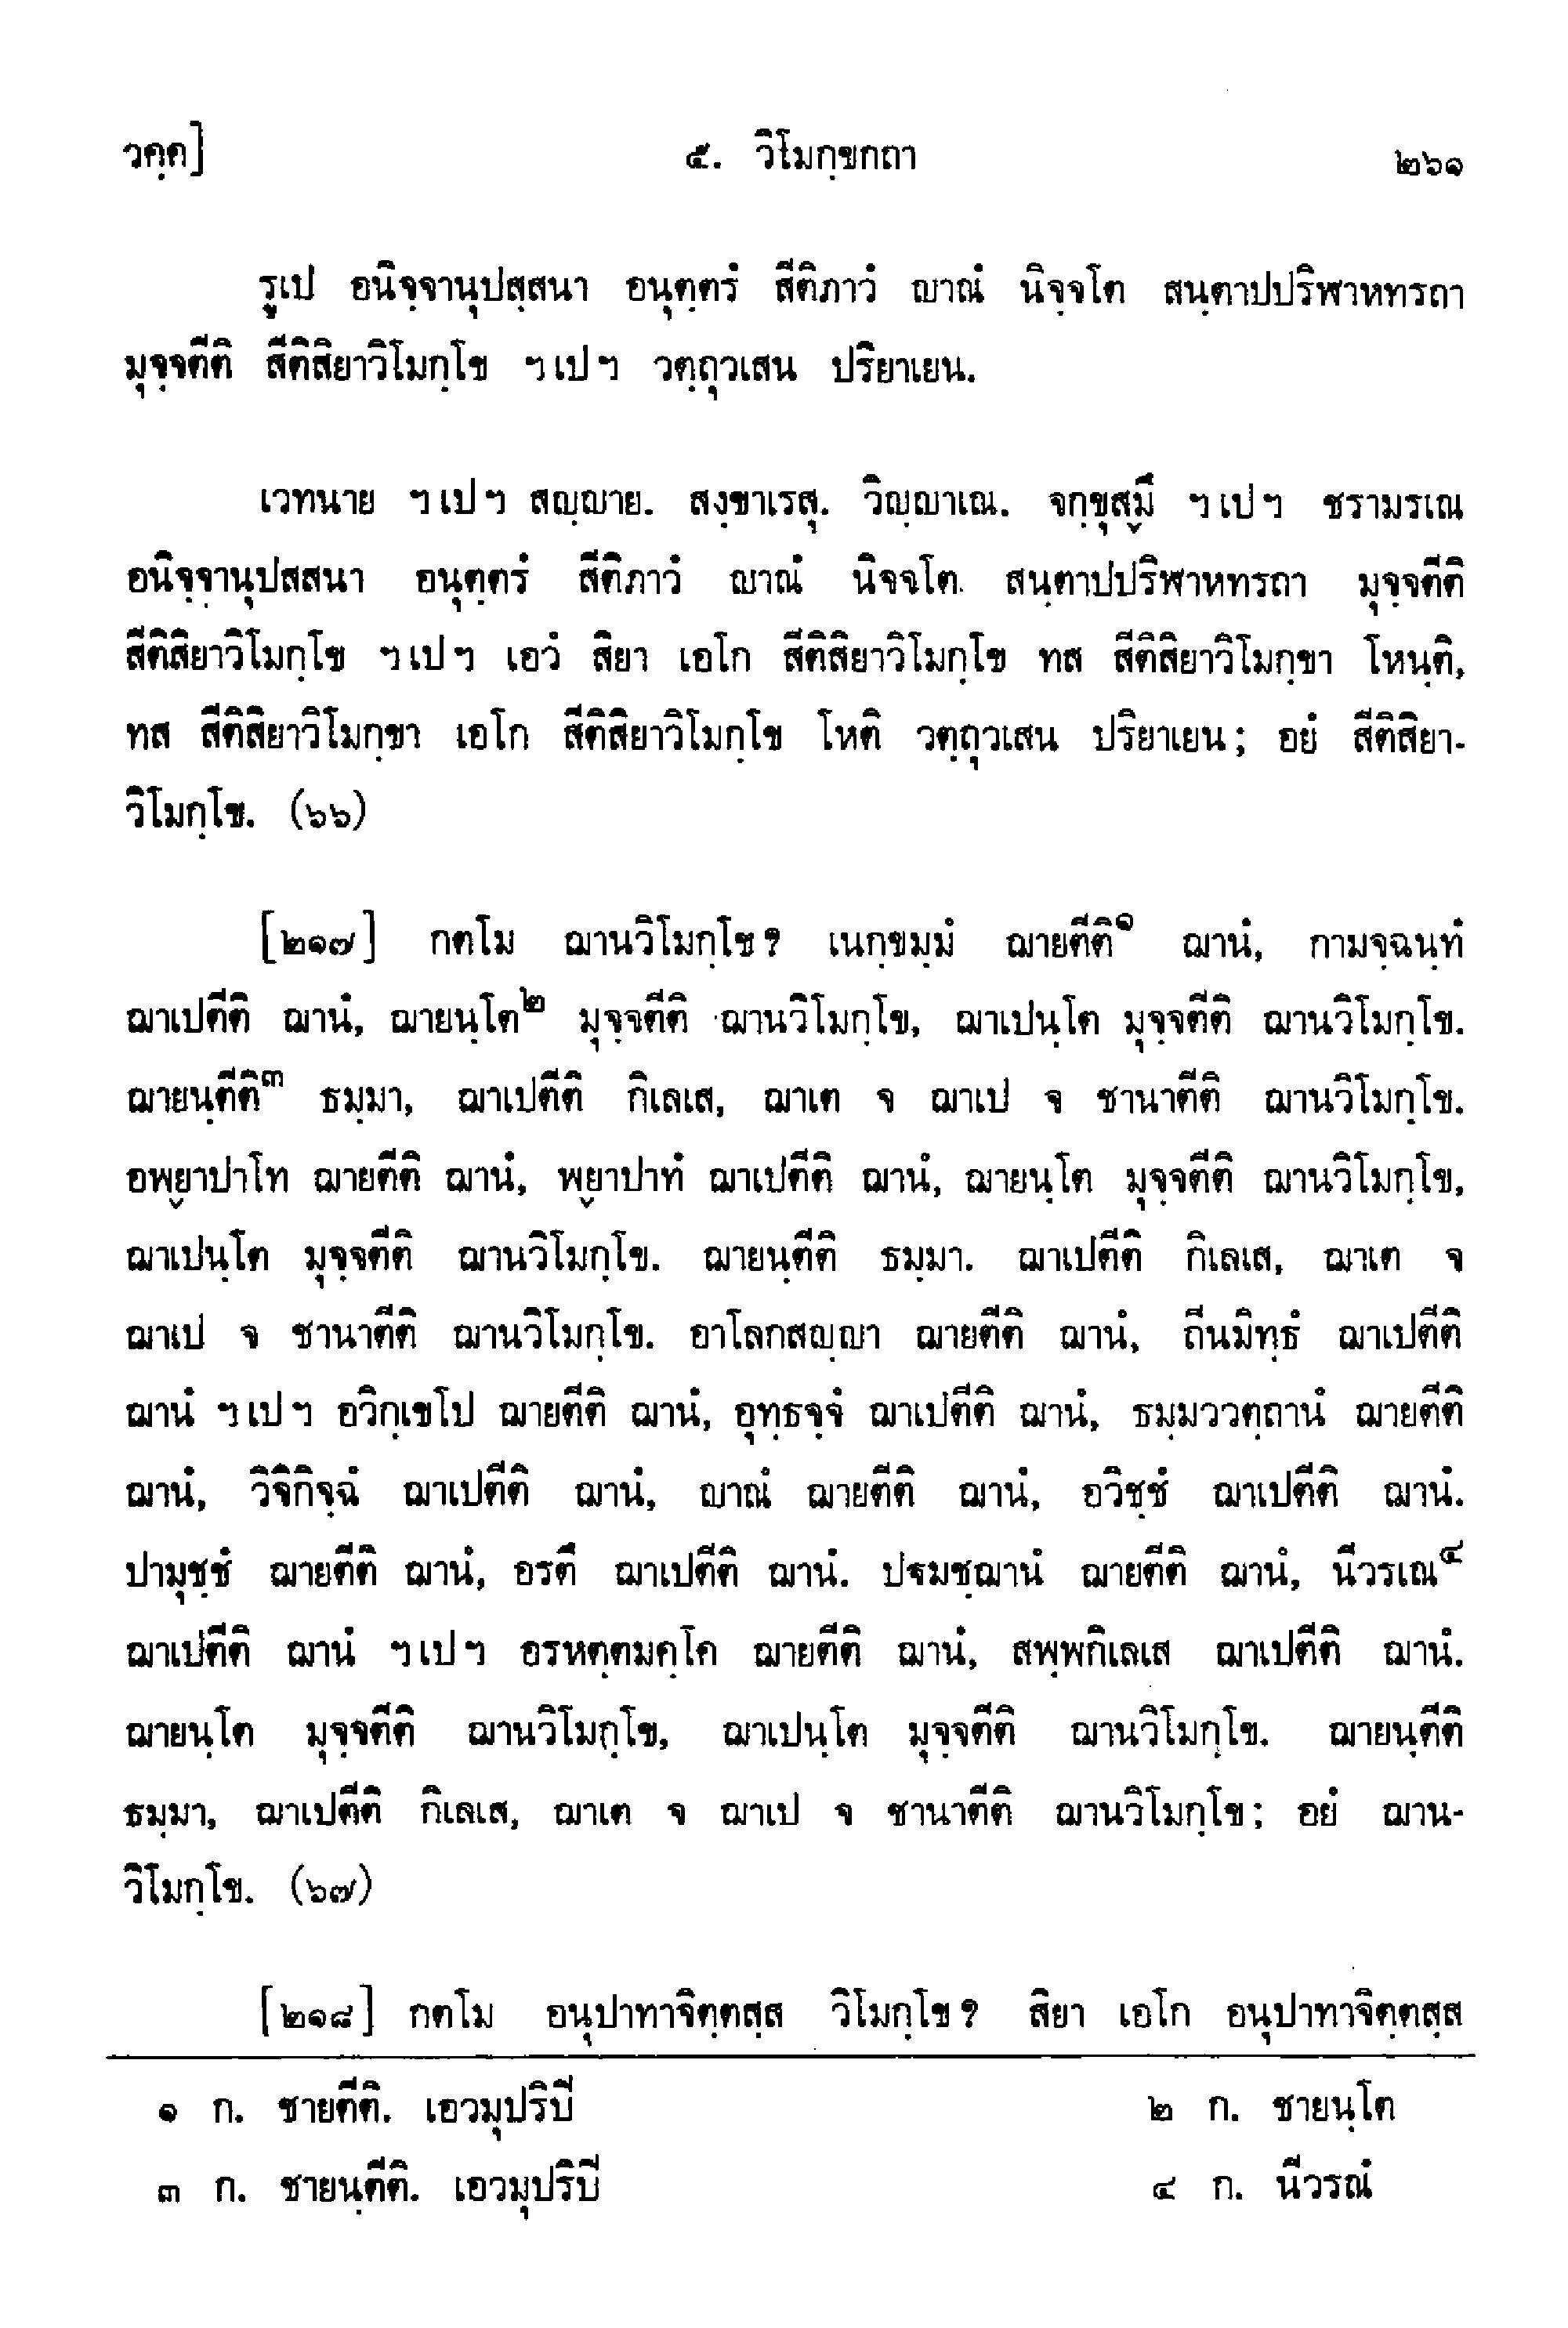 วคฺค]
๕. วิโมกฺขกถา
๒๖๑
รูเป อนิจฺจานุปสฺสนา อนุตฺตรํ สีติภาวํ ญาณํ นิจฺจโต สนฺตาปปริฬาหทรถา
มุจฺจตีติ สีติสิยาวิโมกฺโข ฯเปฯ วตฺถุวเสน ปริยาเยน.
เวทนาย ฯเปฯ สญฺญาย. สงฺขาเรสุ. วิญฺญาเณ. จกฺขุสฺมึ ฯเปฯ ชรามรเณ
อนิจฺจานุปสสนา อนุตฺตรํ สีติภาวํ ญาณํ นิจฺจโต สนฺตาปปริฬาหทรถา มุจฺจตีติ
สีติสิยาวิโมกฺโข ฯเปฯ เอวํ สิยา เอโก สีติสิยาวิโมกฺโข ทส สีติสิยาวิโมกฺขา โหนฺติ,
ทส สีติสิยาวิโมกฺขา เอโก สีติสิยาวิโมกฺโข โหติ วตฺถุวเสน ปริยาเยน; อยํ สีติสิยา-
วิโมกฺโข. (๖๖)
[๒๑๗] กตโม ฌานวิโมกฺโข? เนกฺขมฺมํ ฌายตีติ๑ ฌานํ, กามจฺฉนฺทํ
ฌาเปตีติ ฌานํ, ฌายนฺโต๒ มุจฺจตีติ ฌานวิโมกฺโข, ฌาเปนฺโต มุจฺจตีติ ฌานวิโมกฺโข.
ฌายนฺตีติ๓ ธมฺมา, ฌาเปตีติ กิเลเส, ฌาเต จ ฌาเป จ ชานาตีติ ฌานวิโมกฺโข.
อพฺยาปาโท ฌายตีติ ฌานํ, พฺยาปาทํ ฌาเปตีติ ฌานํ, ฌายนฺโต มุจฺจตีติ ฌานวิโมกฺโข,
ฌาเปนฺโต มุจฺจตีติ ฌานวิโมกฺโข. ฌายนฺตีติ ธมฺมา. ฌาเปตีติ กิเลเส, ฌาเต จ
ฌาเป จ ชานาตีติ ฌานวิโมกฺโข. อาโลกสญฺญา ฌายตีติ ฌานํ, ถีนมิทฺธํ ฌาเปตีติ
ฌานํ ฯเปฯ อวิกฺเขโป ฌายตีติ ฌานํ, อุทฺธจฺจํ ฌาเปตีติ ฌานํ, ธมฺมววตฺถานํ ฌายตีติ
ฌานํ, วิจิกิจฺฉํ ฌาเปตีติ ฌานํ, ญาณํ ฌายตีติ ฌานํ, อวิชฺชํ ฌาเปตีติ ฌานํ.
ปามุชฺชํ ฌายตีติ ฌานํ, อรตึ ฌาเปตีติ ฌานํ. ปฐมชฺฌานํ ฌายตีติ ฌานํ, นีวรเณ๔
ฌาเปตีติ ฌานํ ฯเปฯ อรหตฺตมคฺโค ฌายตีติ ฌานํ, สพฺพกิเลเส ฌาเปตีติ ฌานํ.
ฌายนฺโต มุจฺจตีติ ฌานวิโมกฺโข, ฌาเปนฺโต มุจฺจตีติ ฌานวิโมกฺโข. ฌายนฺตีติ
ธมฺมา, ฌาเปตีติ กิเลเส, ฌาเต จ ฌาเป จ ชานาตีติ ฌานวิโมกฺโข; อยํ ฌาน-
วิโมกฺโข. (๖๗)
[๒๑๘] กตโม อนุปาทาจิตฺตสฺส วิโมกฺโข? สิยา เอโก อนุปาทาจิตฺตสฺส
๑ ก. ชายตีติ. เอวมุปริปี
๒ ก. ชายนฺโต
๓ ก. ชายนฺตีติ. เอวมุปริปี
๔ ก. นีวรณํ